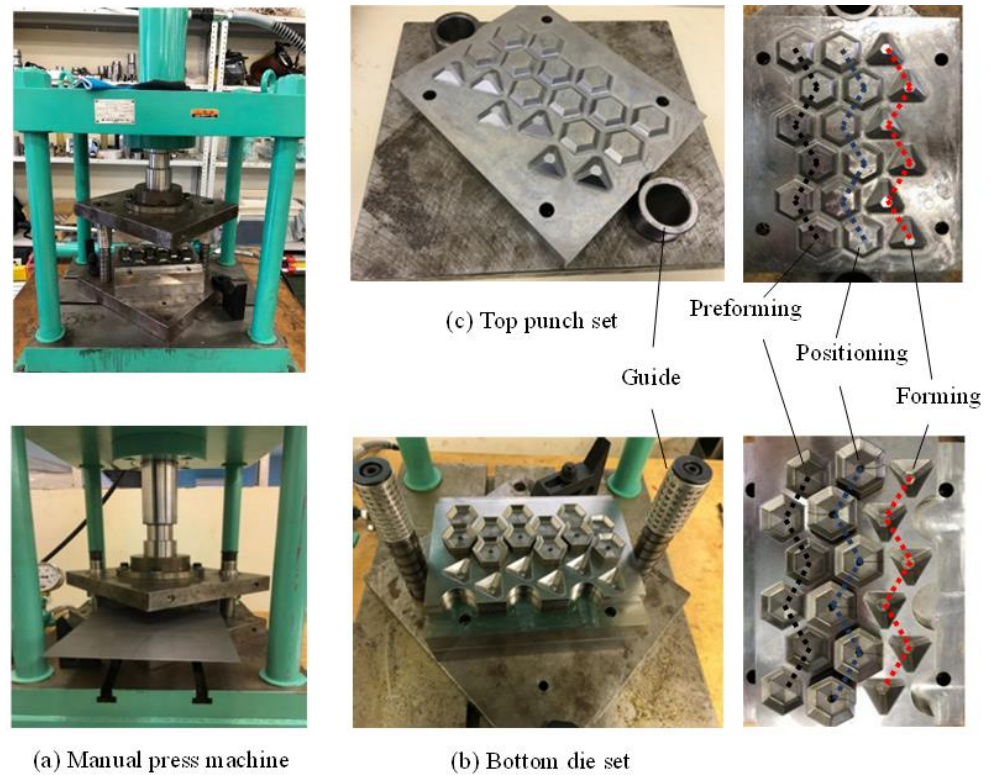 (c) Top punch set
Preforming
Positioning
Guide
Forming
(a) Manual press machine
(b) Bottom die set